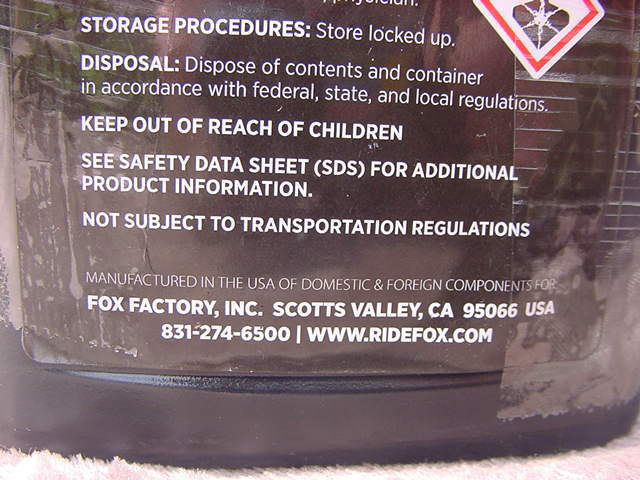 physician.
STORAGE PROCEDURES: Store locked up.
DISPOSAL: Dispose of contents and container
in accordance with federal, state, and local regulations.
KEEP OUT OF REACH OF CHILDREN
SEE SAFETY DATA SHEET (SDS) FOR ADDITIONAL
PRODUCT INFORMATION.
NOT SUBJECT TO TRANSPORTATION REGULATIONS
MANUFACTURED IN THE USA OF DOMESTIC & FOREIGN COMPONENTS FOR
FOX FACTORY, INC. SCOTTS VALLEY, CA 95066 USA
831-274-6500 | WWW.RIDEFOX.COM